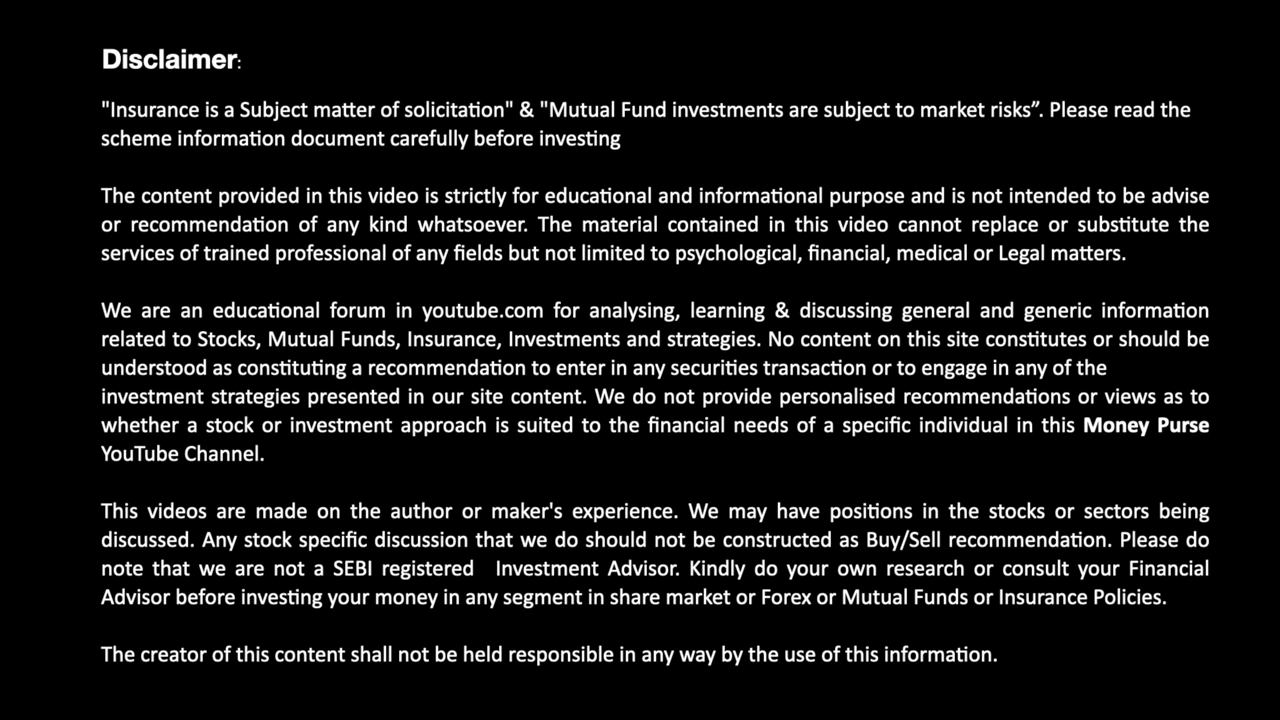 Disclaimer:
"Insurance is a Subject matter of solicitation" & "Mutual Fund investments are subject to market risks”. Please read the
scheme information document carefully before investing
The content provided in this video is strictly for educational and informational purpose and is not intended to be advise
or recommendation of any kind whatsoever. The material contained in this video cannot replace or substitute the
services of trained professional of any fields but not limited to psychological, financial, medical or Legal matters.
We are an educational forum in youtube.com for analysing, learning & discussing general and generic information
related to Stocks, Mutual Funds, Insurance, Investments and strategies. No content on this site constitutes or should be
understood as constituting a recommendation to enter in any securities transaction or to engage in any of the
investment strategies presented in our site content. We do not provide personalised recommendations or views as to
whether a stock or investment approach is suited to the financial needs of a specific individual in this Money Purse
YouTube Channel.
This videos are made on the author or maker's experience. We may have positions in the stocks or sectors being
discussed. Any stock specific discussion that we do should not be constructed as Buy/Sell recommendation. Please do
note that we are not a SEBI registered Investment Advisor. Kindly do your own research or consult your Financial
Advisor before investing your money in any segment in share market or Forex or Mutual Funds or Insurance Policies.
The creator of this content shall not be held responsible in any way by the use of this information.